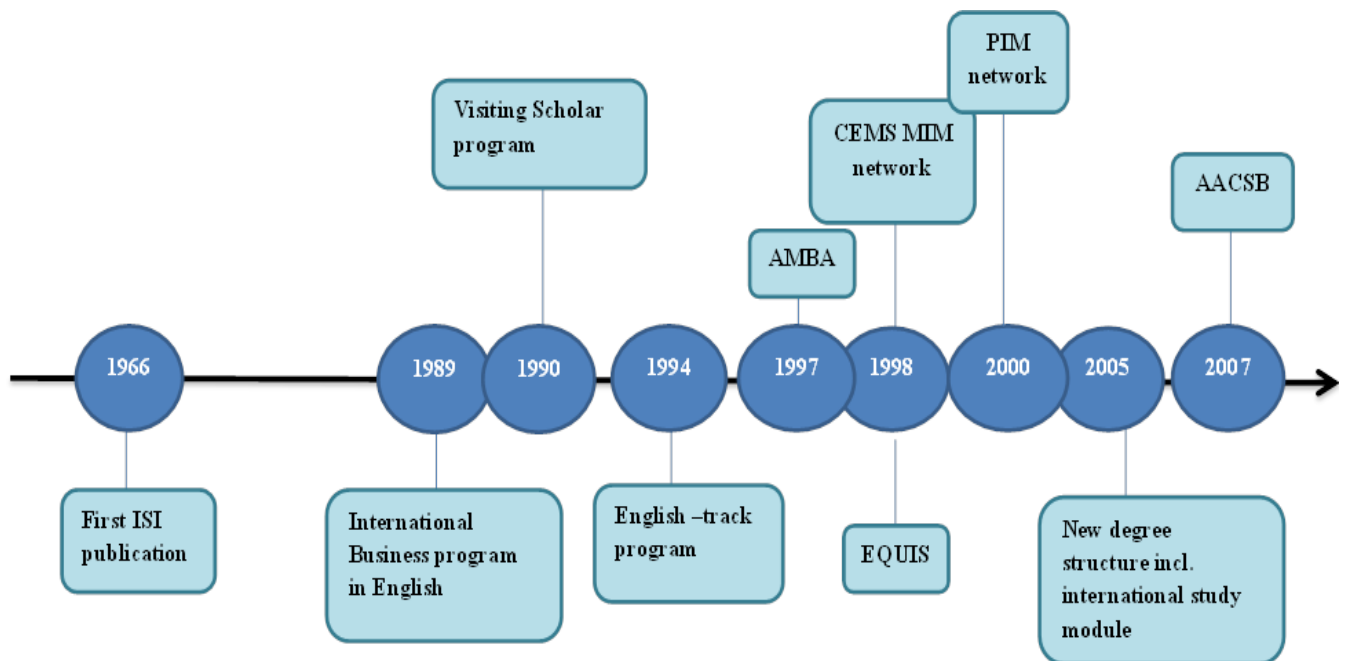 PIM
network
Visiting Scholar
program
CEMS MIM
network
AACSB
AMBA
1966
1989
1990
1994
1997
1998
2000
2005
2007
First ISI
publication
International
Business program
in English
English –track
program
EQUIS
New degree
structure incl.
international study
module